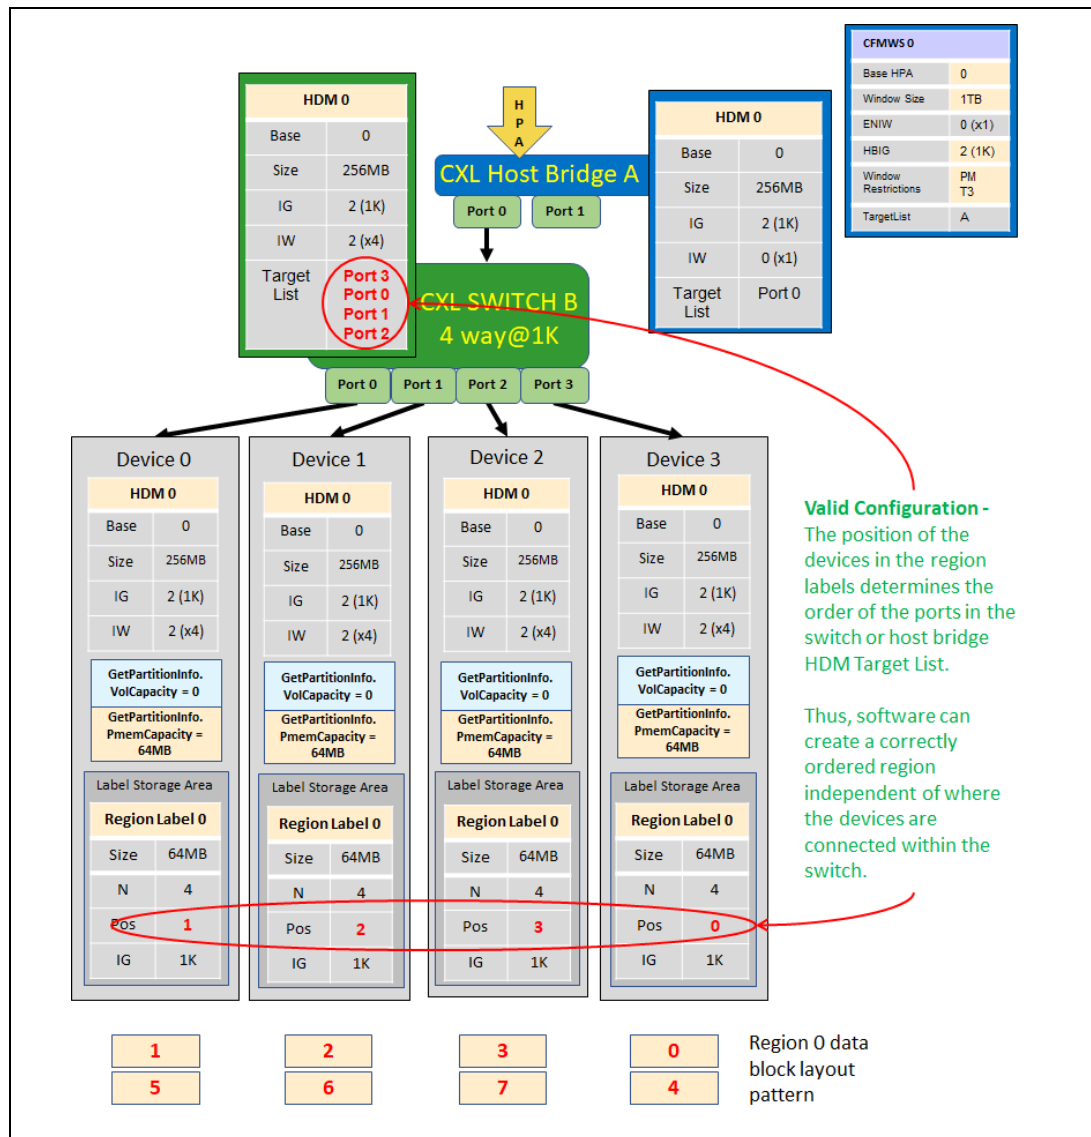 HDM 0
Base 0
Size 256MB
IG 2 (1K)
IW 2 (x4)
Target
List
Port 3
Port 0
Port 1
Port 2
H
P
A
CXL Host Bridge A
Port 0 Port 1
HDM 0
Base 0
Size 256MB
IG 2 (1K)
IW 0 (x1)
Target
List
Port 0
CFMWS 0
Base HPA 0
Window Size 1TB
ENIW 0 (x1)
HBIG 2 (1K)
Window
Restrictions
PM
T3
TargetList A
CXL SWITCH B
4 way@1K
Port 0 Port 1 Port 2 Port 3
Device 0
HDM 0
Base 0
Size 256MB
IG 2 (1K)
IW 2 (x4)
GetPartitionInfo.
VolCapacity = 0
GetPartitionInfo.
PmemCapacity =
64MB
Label Storage Area
Region Label 0
Size 64MB
N 4
Pos 1
IG 1K
Device 1
HDM 0
Base 0
Size 256MB
IG 2 (1K)
IW 2 (x4)
GetPartitionInfo.
VolCapacity = 0
GetPartitionInfo.
PmemCapacity =
64MB
Label Storage Area
Region Label 0
Size 64MB
N 4
Pos 2
IG 1K
Device 2
HDM 0
Base 0
Size 256MB
IG 2 (1K)
IW 2 (x4)
GetPartitionInfo.
VolCapacity = 0
GetPartitionInfo.
PmemCapacity =
64MB
Label Storage Area
Region Label 0
Size 64MB
N 4
Pos 3
IG 1K
Device 3
HDM 0
Base 0
Size 256MB
IG 2 (1K)
IW 2 (x4)
GetPartitionInfo.
VolCapacity = 0
GetPartitionInfo.
PmemCapacity =
64MB
Label Storage Area
Region Label 0
Size 64MB
N 4
Pos 0
IG 1K
Valid Configuration -
The position of the
devices in the region
labels determines the
order of the ports in the
switch or host bridge
HDM Target List.
Thus, software can
create a correctly
ordered region
independent of where
the devices are
connected within the
switch.
1 2 3 0
5 6 7 4
Region 0 data
block layout
pattern